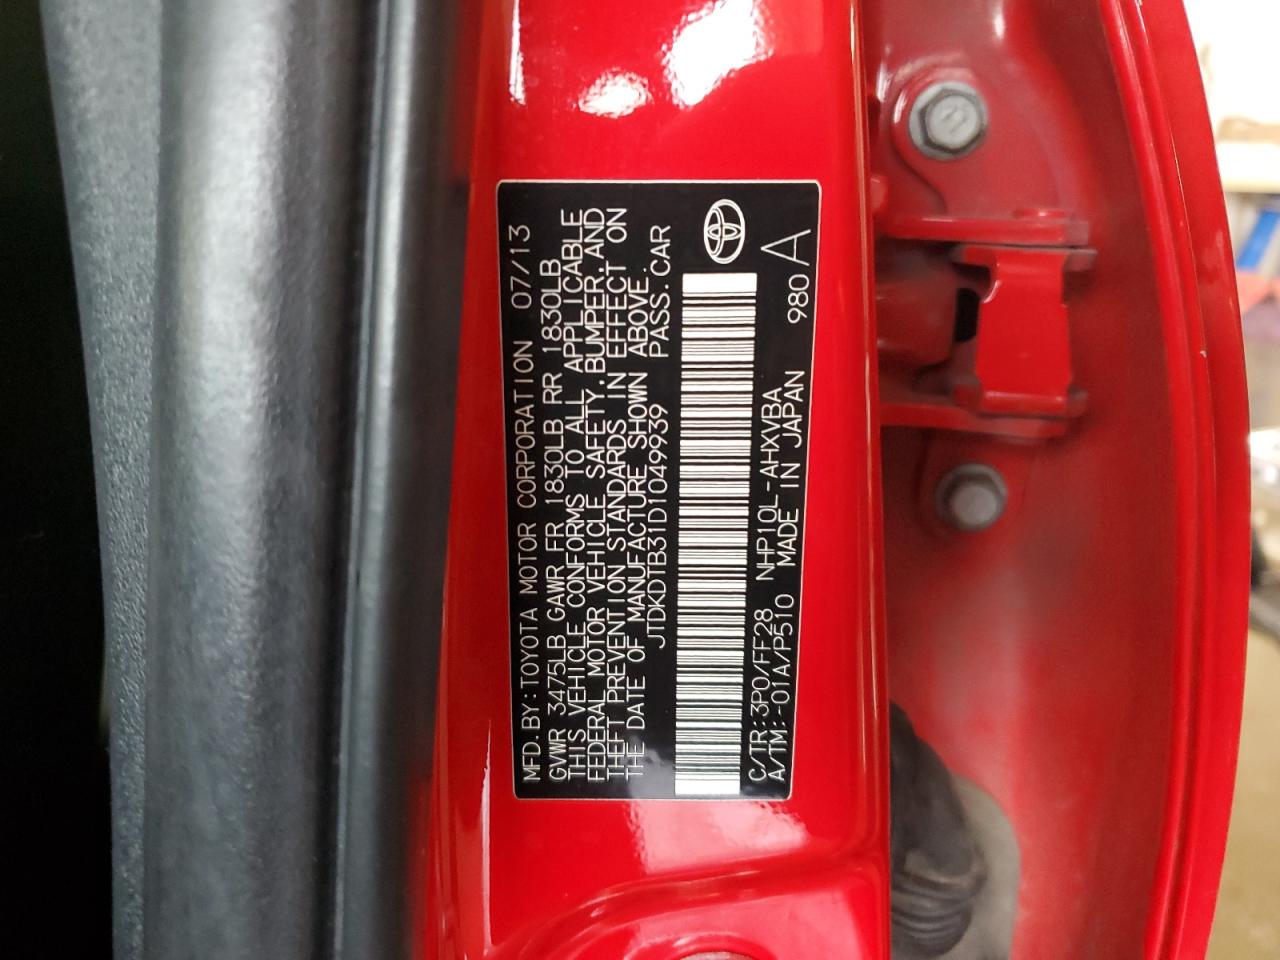 MFD.BY:TOYOTA MOTOR CORPORATION 07/13
GVWR 3475LB GAWR FR 1830LB RR 1830LB
THIS VEHICLE CONFORMS TO ALL APPLICABLE
FEDERAL MOTOR VEHICLE SAFETY,BUMPER,AND
THEFT PREVENTION STANDARDS IN EFFECT ON
THE DATE OF MANUFACTURE SHOWN ABOVE.
JTDKDTB31D1049939 PASS.CAR
C/TR:3P0/FF28 NHP10L-AHXVBA 980A
A/TM:-01A/P510 MADE IN JAPAN